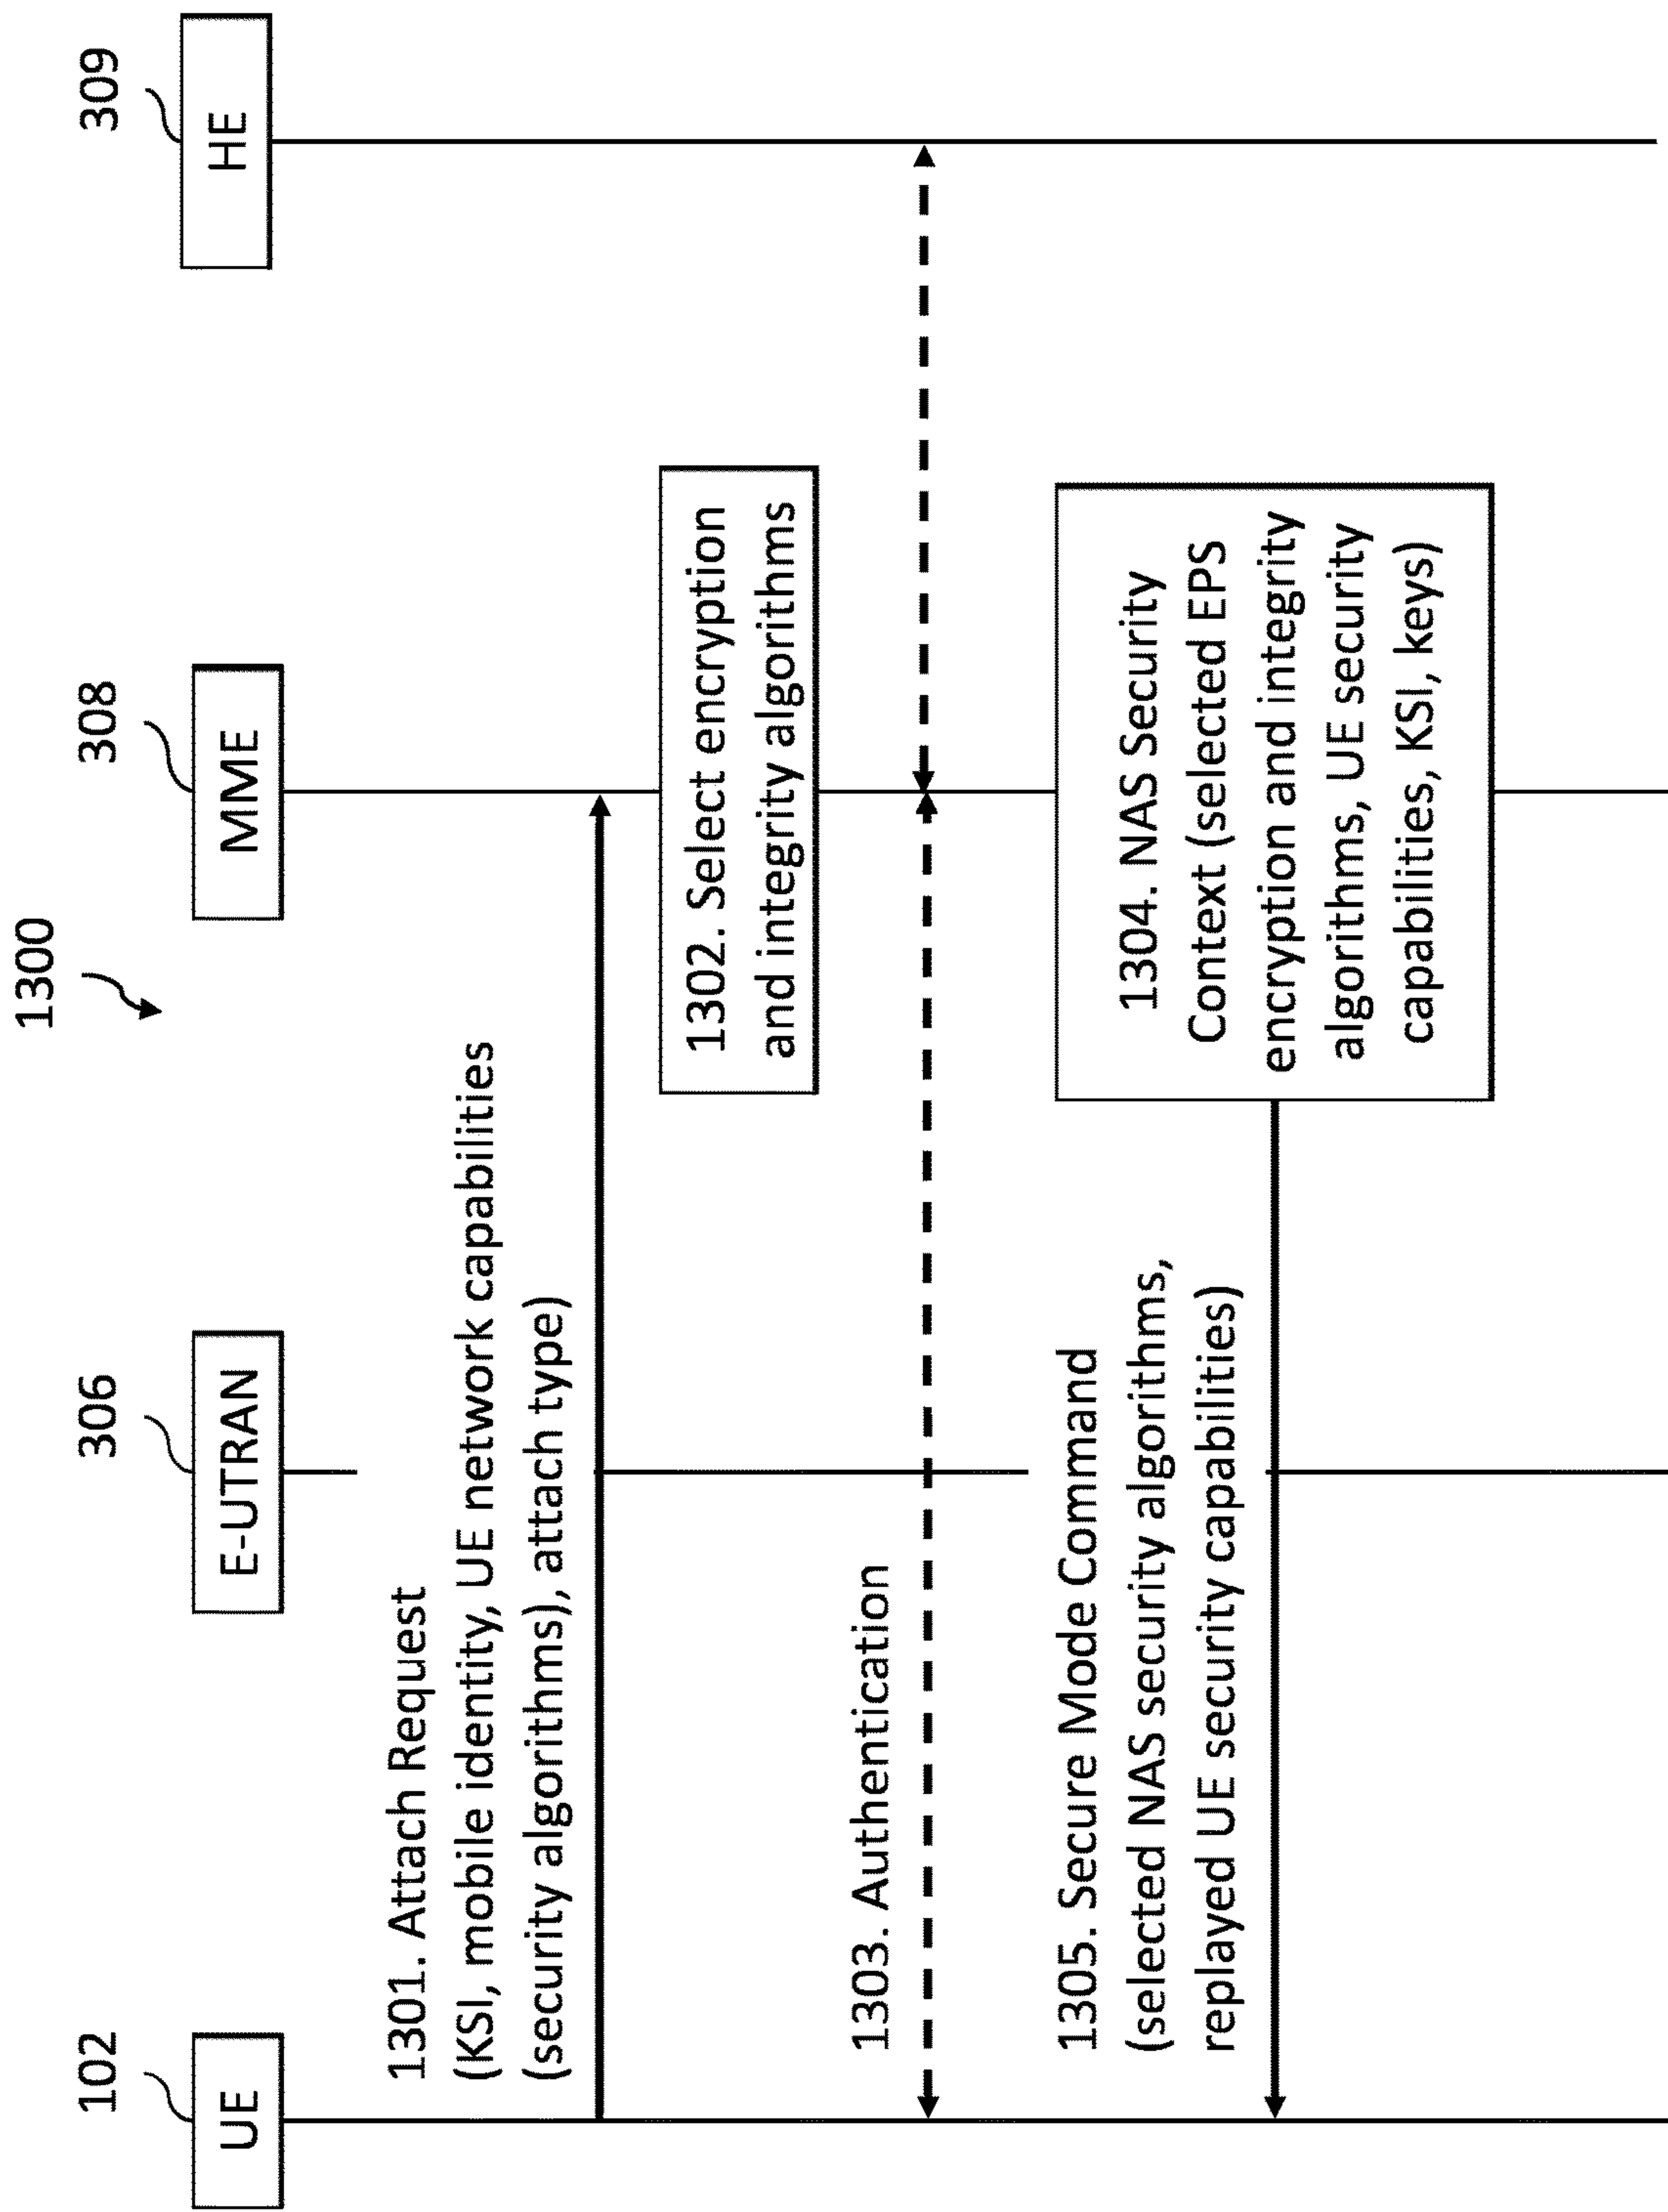 1300
102
306
308
309
UE
E-UTRAN
MME
HE
1301. Attach Request
(KSI, mobile identity, UE network capabilities
(security algorithms), attach type)
1302. Select encryption
and integrity algorithms
1303. Authentication
1304. NAS Security
Context (selected EPS
encryption and integrity
algorithms, UE security
capabilities, KSI, keys)
1305. Secure Mode Command
(selected NAS security algorithms,
replayed UE security capabilities)